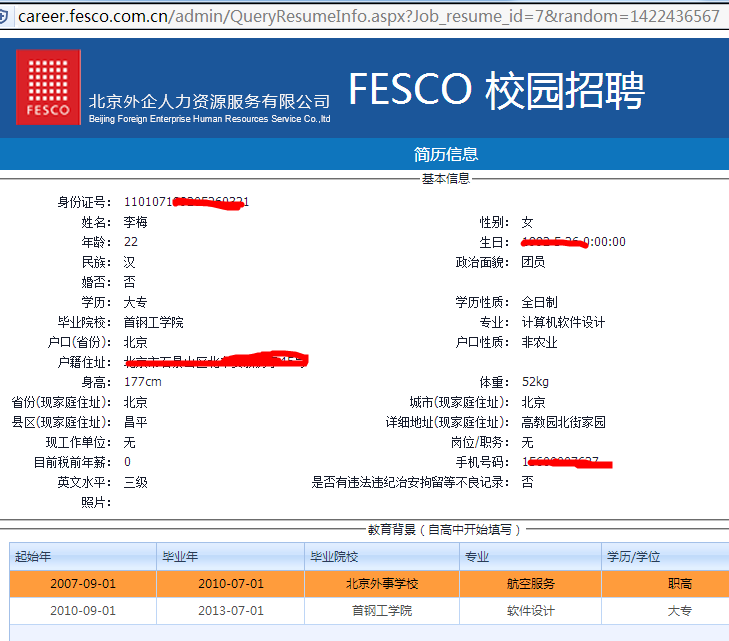 career.fesco.com.cn/admin/QueryResumeInfo.aspx?Job_resume_id=7&random=1422436567
FESCO
北京外企人力资源服务有限公司
Beijing Foreign Enterprise Human Resources Service Co.,ltd
FESCO 校园招聘
简历信息
基本信息
身份证号:
姓名: 李梅 性别: 女
年龄: 22 生日: 0:00:00
民族: 汉 政治面貌: 团员
婚否: 否
学历: 大专 学历性质: 全日制
毕业院校: 首钢工学院 专业: 计算机软件设计
户口(省份): 北京 户口性质: 非农业
户籍住址:
身高: 177cm 体重: 52kg
省份(现家庭住址): 北京 城市(现家庭住址): 北京
县区(现家庭住址): 昌平 详细地址(现家庭住址): 高教园北街家园
现工作单位: 无 岗位/职务: 无
目前税前年薪: 0 手机号码:
英文水平: 三级 是否有违法违纪治安拘留等不良记录: 否
照片:
教育背景（自高中开始填写）
起始年 毕业年 毕业院校 专业 学历/学位
2007-09-01 2010-07-01 北京外事学校 航空服务 职高
2010-09-01 2013-07-01 首钢工学院 软件设计 大专